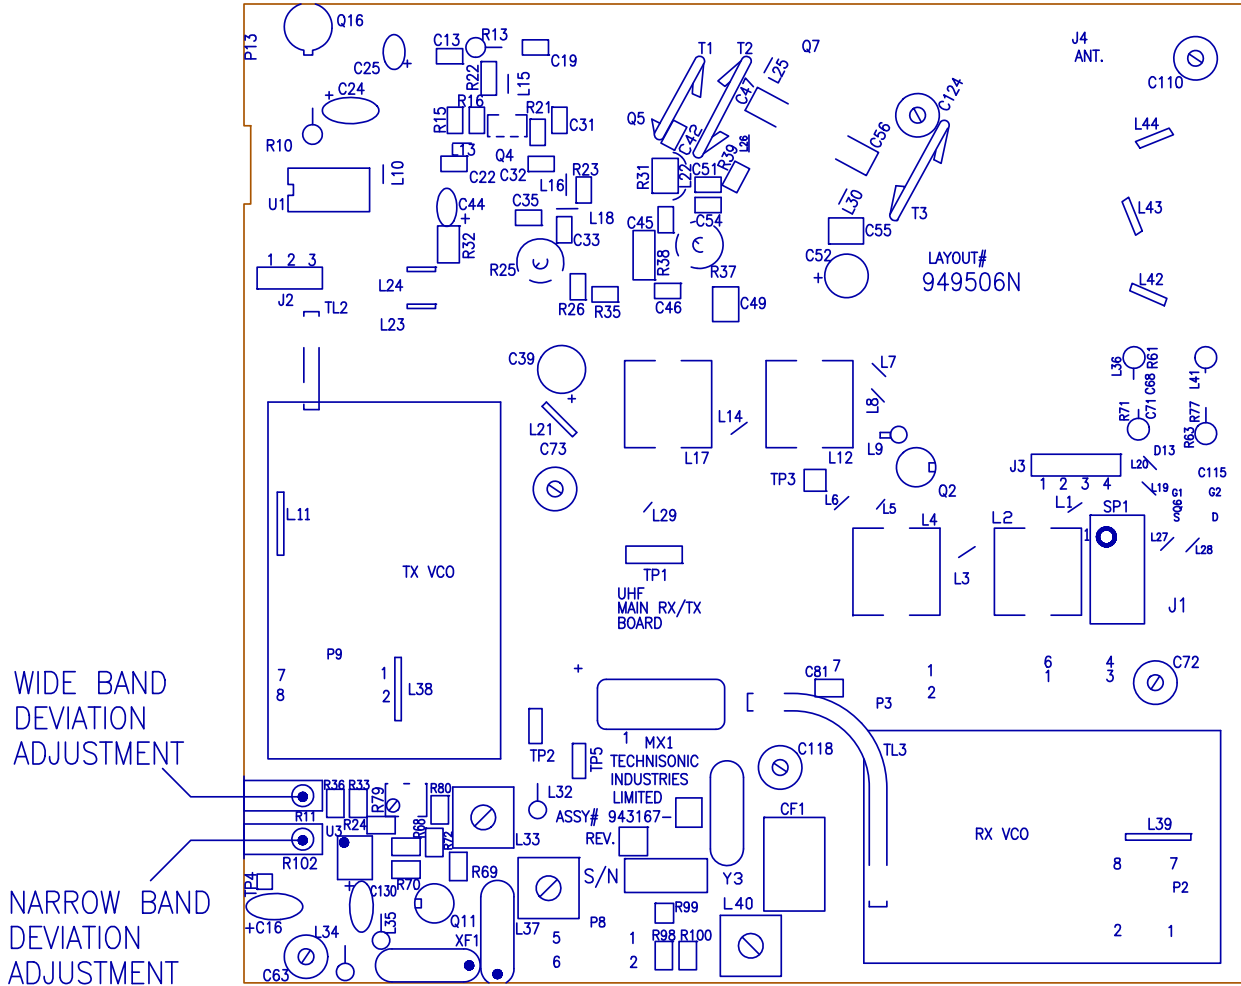 Q16
P13
C25
C24
C13
R13
C19
R22
L15
R16
R15
R21
C31
Q4
L13
C22
C32
R10
U1
L10
C44
R32
C35
L16
R23
L18
C33
R25
R26
R35
T1
T2
Q7
L25
C47
Q5
C42
L26
R39
R31
L22
C51
C54
C45
R38
R37
C46
C49
J4
ANT.
C110
C124
C56
L30
C55
C52
T3
L44
L43
L42
LAYOUT#
949506N
1 2 3
J2
TL2
L24
L23
C39
L21
C73
L17
L14
L12
L7
L8
L9
Q2
TP3
L6
L5
L29
TP1
L36
R61
C68
L41
R71
C71
R77
R63
D13
J3
L20
C115
1 2 3 4
L19
G1
G2
Q6
S
D
L1
SP1
1
L27
L28
L4
L2
L3
J1
L11
TX VCO
UHF
MAIN RX/TX
BOARD
P9
7
8
1
2
L38
C81
7
1
2
P3
6
1
4
3
C72
WIDE BAND
DEVIATION
ADJUSTMENT
+
TP2
TP5
1
MX1
TECHNISONIC
INDUSTRIES
LIMITED
ASSY# 943167-
REV.
S/N
C118
TL3
R36
R33
R79
R80
R11
R24
U3
R68
R72
R102
R70
R69
L32
L33
CF1
Y3
RX VCO
L39
8
7
P2
2
1
NARROW BAND
DEVIATION
ADJUSTMENT
TP4
+C16
C130
L35
Q11
XF1
L34
C63
L37
P8
5
6
1
2
R99
R98
R100
L40